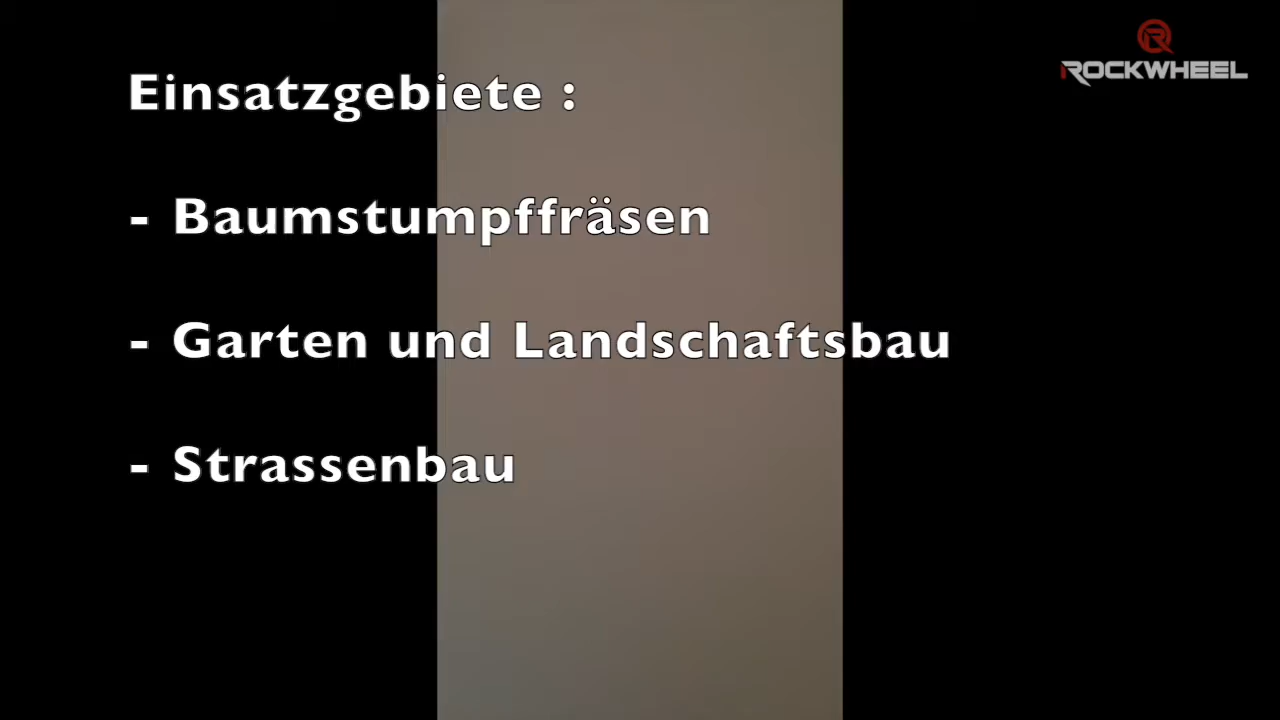 ROCKWHEEL
Einsatzgebiete :
- Baumstumpffräsen
- Garten und Landschaftsbau
- Strassenbau